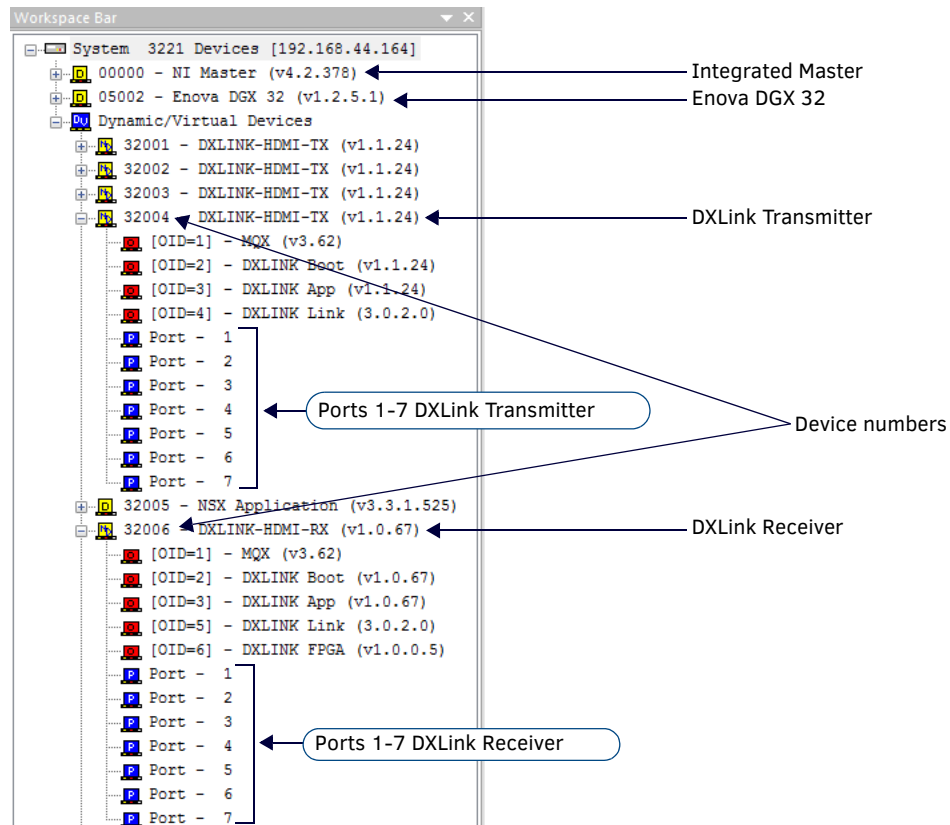 Workspace Bar
System 3221 Devices [192.168.44.164]
00000 - NI Master (v4.2.378)
Integrated Master
05002 - Enova DGX 32 (v1.2.5.1)
Enova DGX 32
Dynamic/Virtual Devices
32001 - DXLINK-HDMI-TX (v1.1.24)
32002 - DXLINK-HDMI-TX (v1.1.24)
32003 - DXLINK-HDMI-TX (v1.1.24)
32004 - DXLINK-HDMI-TX (v1.1.24)
DXLink Transmitter
[OID=1] - MQX (v3.62)
[OID=2] - DXLINK Boot (v1.1.24)
[OID=3] - DXLINK App (v1.1.24)
[OID=4] - DXLINK Link (3.0.2.0)
Port - 1
Port - 2
Port - 3
Port - 4
Ports 1-7 DXLink Transmitter
Port - 5
Device numbers
Port - 6
Port - 7
32005 - NSX Application (v3.3.1.525)
32006 - DXLINK-HDMI-RX (v1.0.67)
DXLink Receiver
[OID=1] - MQX (v3.62)
[OID=2] - DXLINK Boot (v1.0.67)
[OID=3] - DXLINK App (v1.0.67)
[OID=5] - DXLINK Link (3.0.2.0)
[OID=6] - DXLINK FPGA (v1.0.0.5)
Port - 1
Port - 2
Port - 3
Port - 4
Ports 1-7 DXLink Receiver
Port - 5
Port - 6
Port - 7